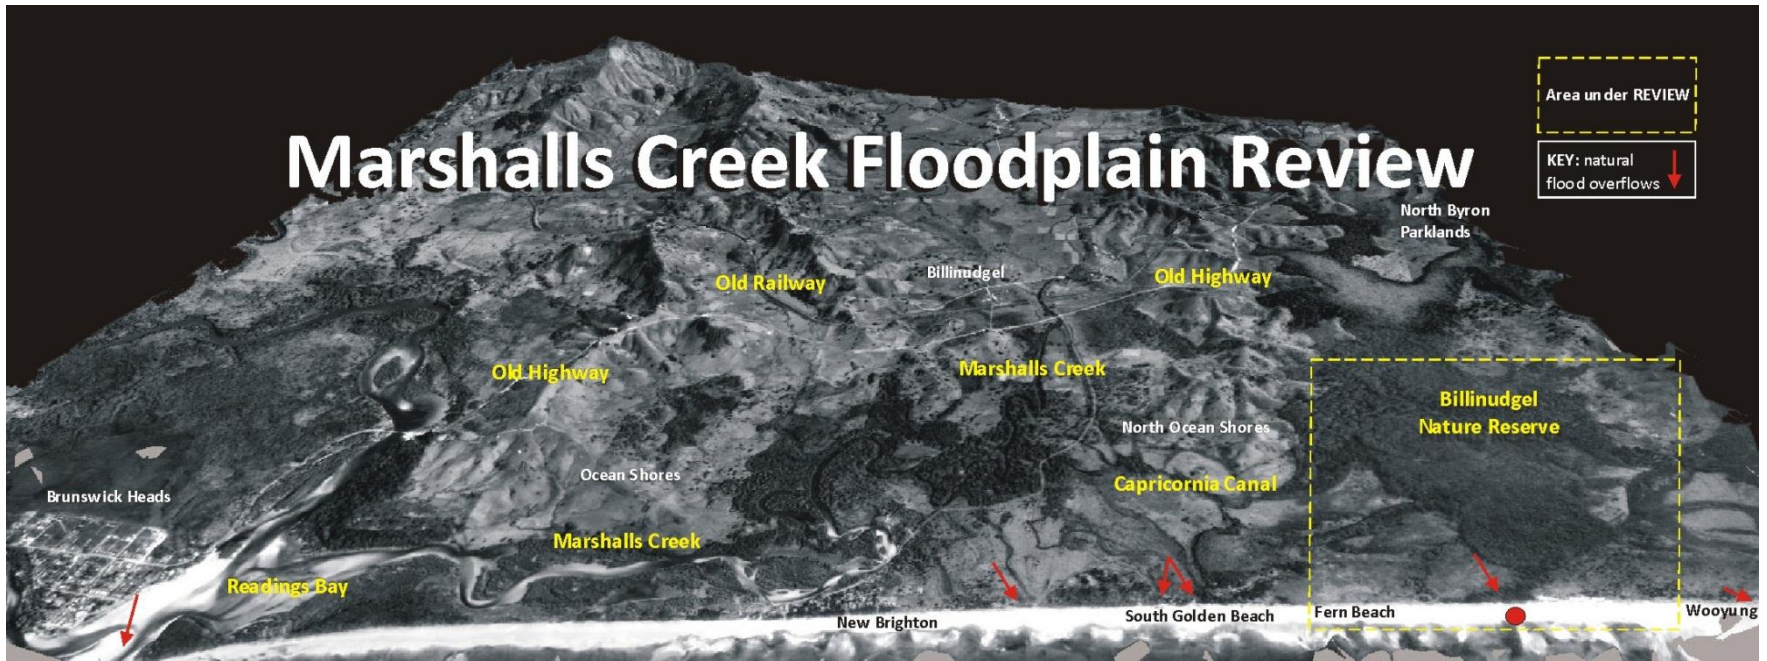 Marshalls Creek Floodplain Review
Area under REVIEW
KEY: natural
flood overflows
North Byron
Parklands
Old Railway
Billinudgel
Old Highway
Old Highway
Marshalls Creek
Billinudgel
Nature Reserve
North Ocean Shores
Ocean Shores
Capricornia Canal
Brunswick Heads
Marshalls Creek
Readings Bay
New Brighton
South Golden Beach
Fern Beach
Wooyung